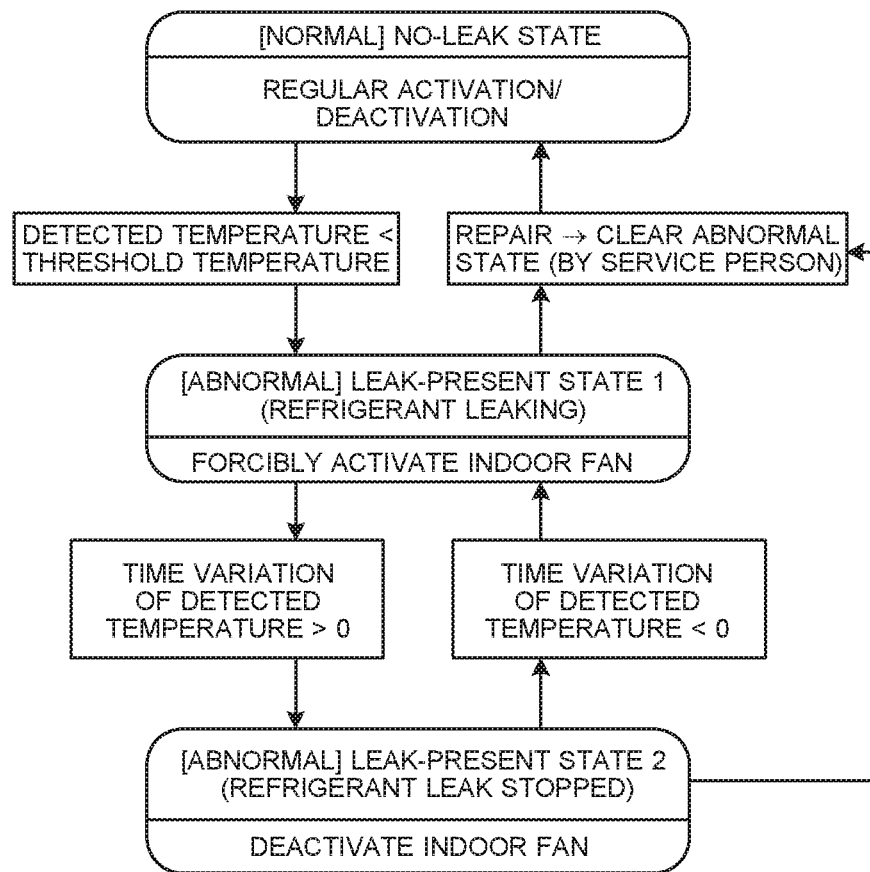 [NORMAL] NO-LEAK STATE
REGULAR ACTIVATION/
DEACTIVATION
DETECTED TEMPERATURE <
THRESHOLD TEMPERATURE
REPAIR → CLEAR ABNORMAL
STATE (BY SERVICE PERSON)
[ABNORMAL] LEAK-PRESENT STATE 1
(REFRIGERANT LEAKING)
FORCIBLY ACTIVATE INDOOR FAN
TIME VARIATION
OF DETECTED
TEMPERATURE > 0
TIME VARIATION
OF DETECTED
TEMPERATURE < 0
[ABNORMAL] LEAK-PRESENT STATE 2
(REFRIGERANT LEAK STOPPED)
DEACTIVATE INDOOR FAN